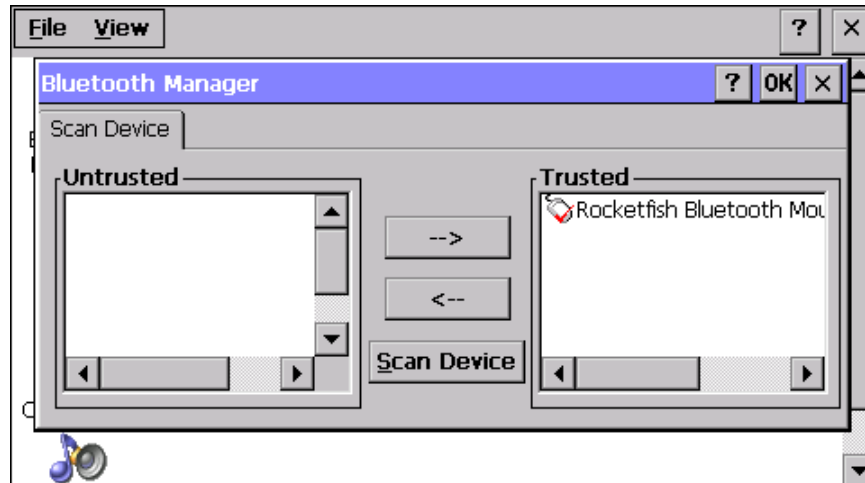 File View ? ×
Bluetooth Manager ? OK ×
Scan Device
Untrusted
Trusted
Rocketfish Bluetooth Mou
-->
<--
Scan Device